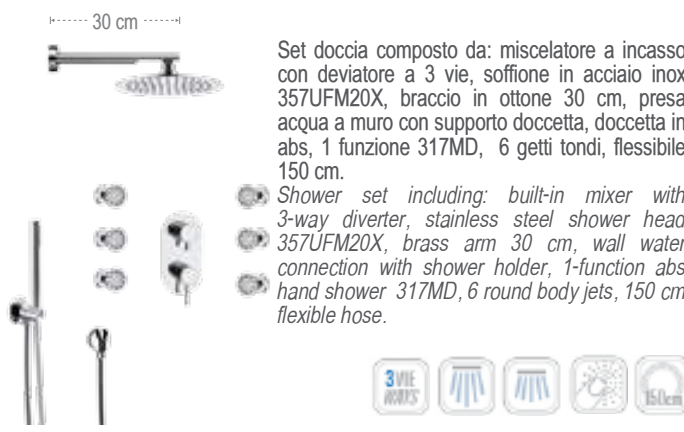 30 cm
Set doccia composto da: miscelatore a incasso
con deviatore a 3 vie, soffione in acciaio inox
357UFM20X, braccio in ottone 30 cm, presa
acqua a muro con supporto doccetta, doccetta in
abs, 1 funzione 317MD, 6 getti tondi, flessibile
150 cm.
Shower set including: built-in mixer with
3-way diverter, stainless steel shower head
357UFM20X, brass arm 30 cm, wall water
connection with shower holder, 1-function abs
hand shower 317MD, 6 round body jets, 150 cm
flexible hose.
3 VIE
WAYS
150cm